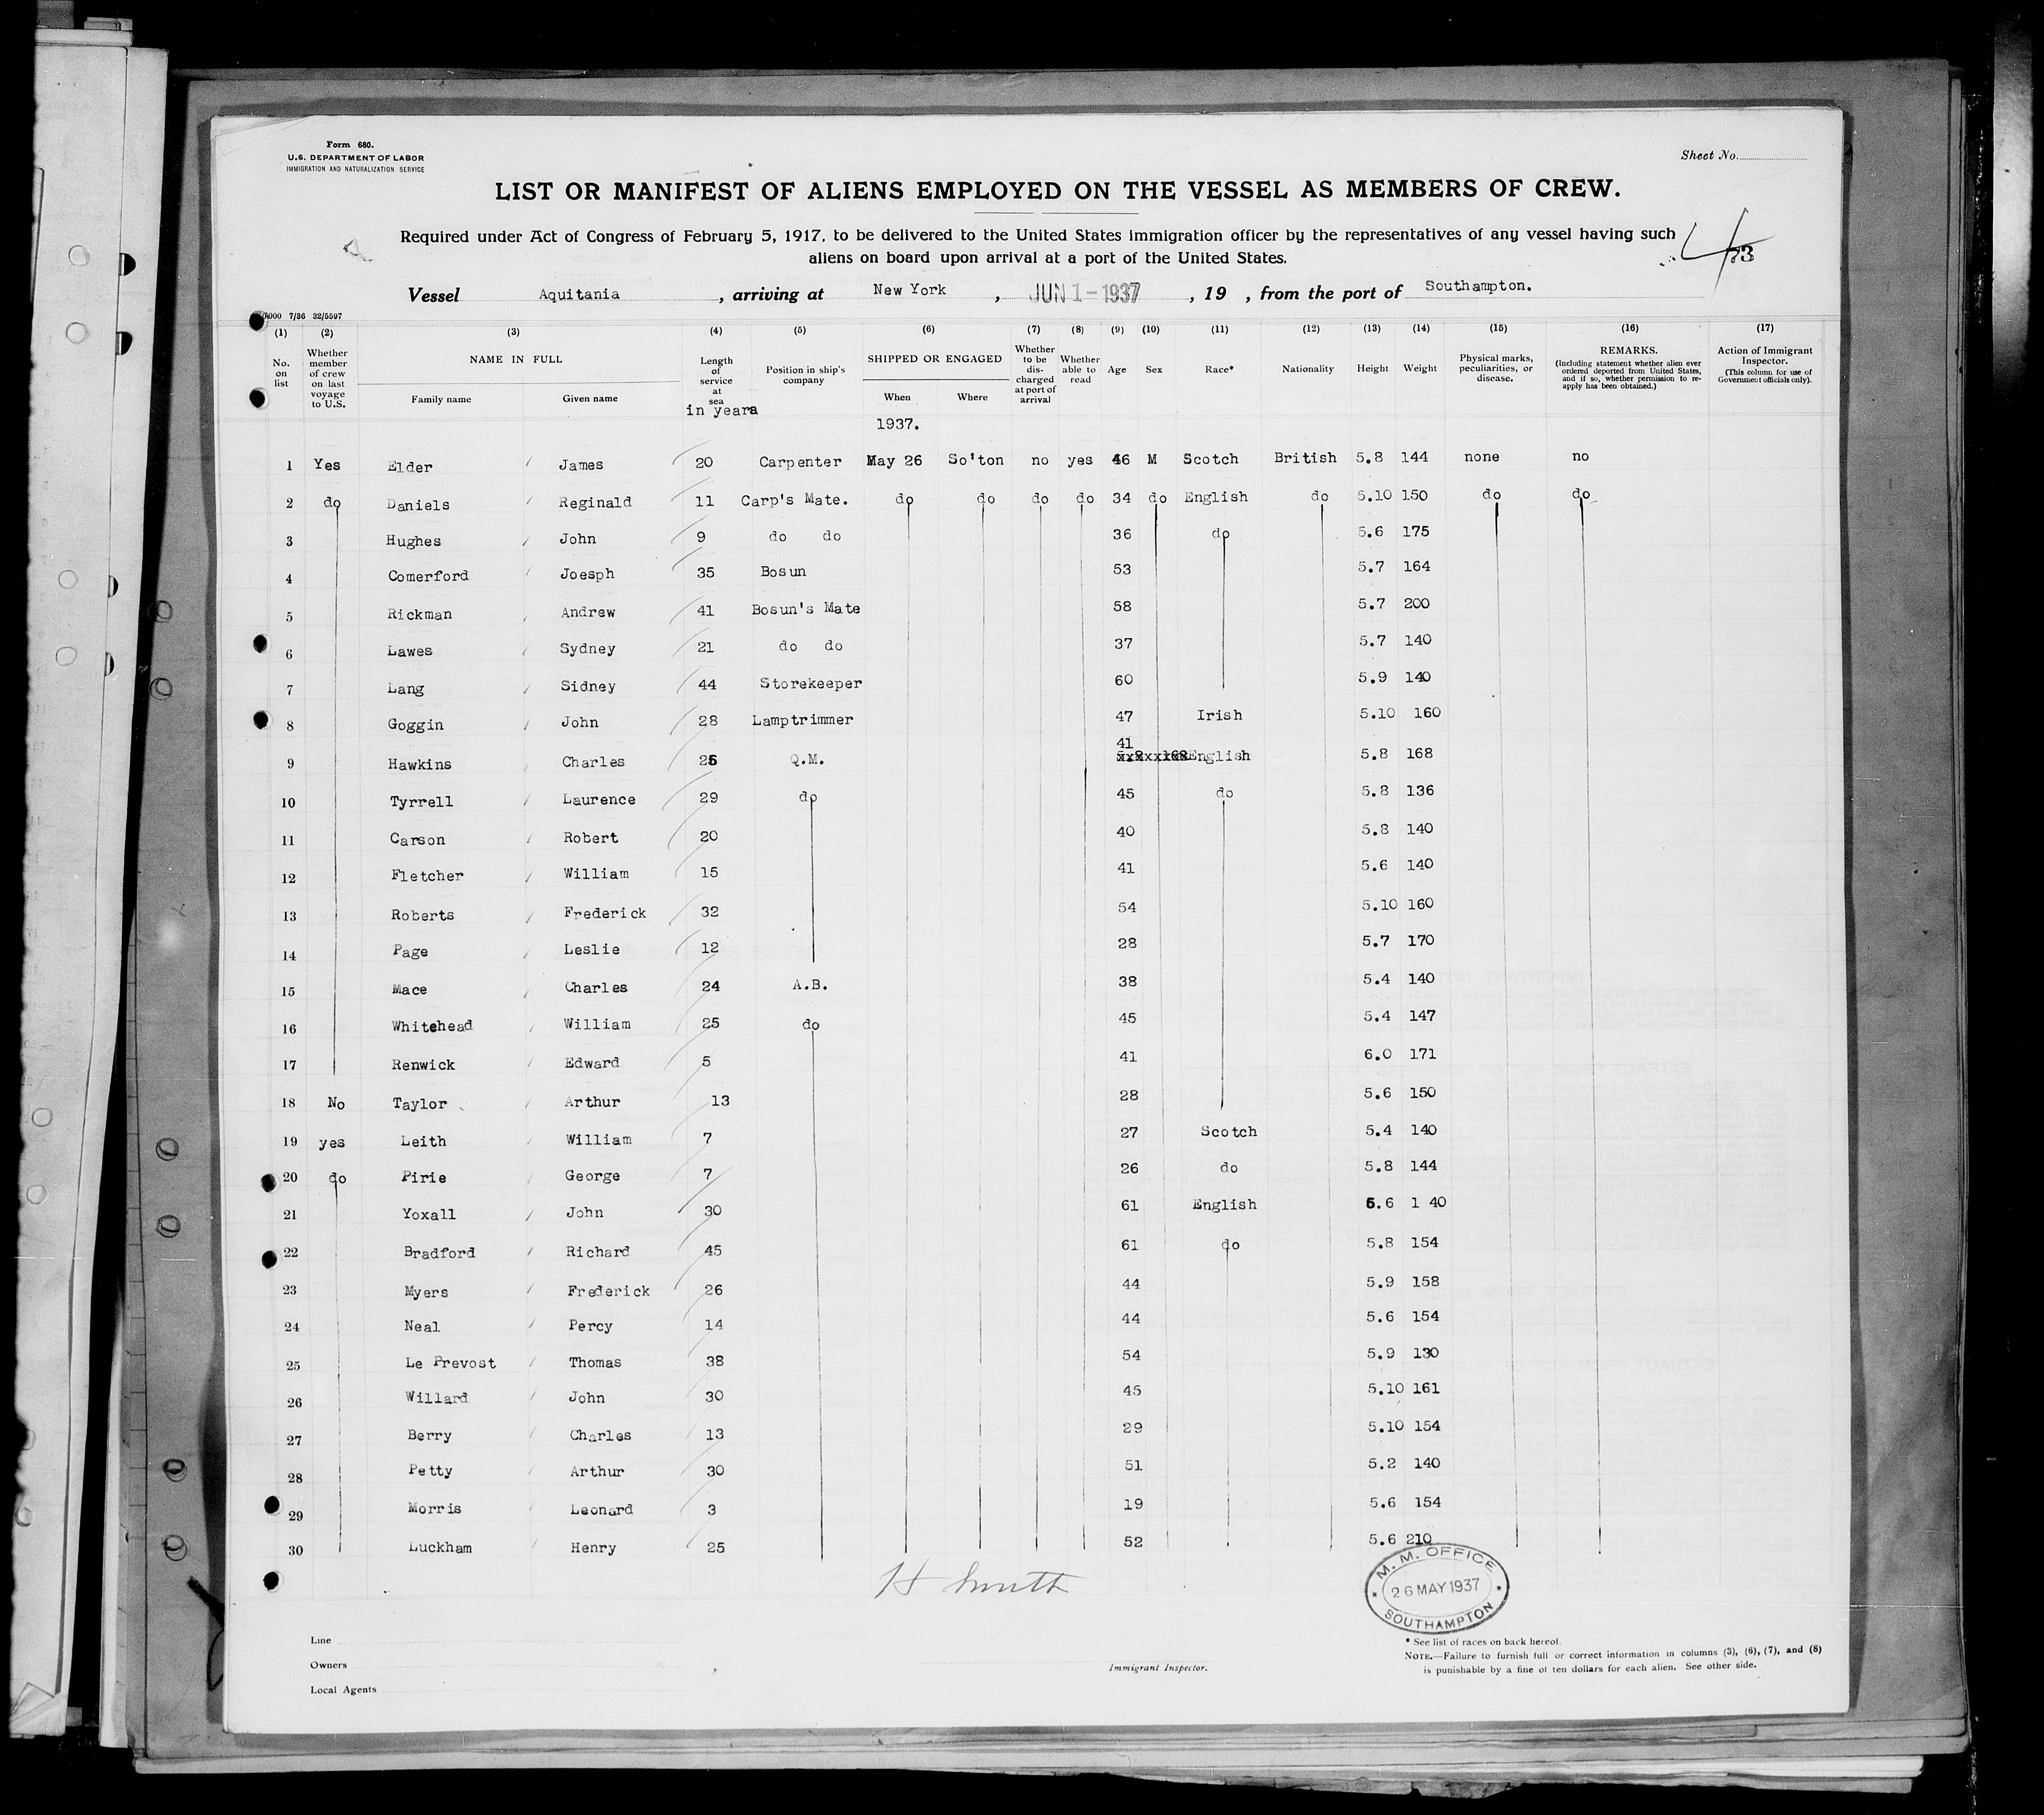 Form 680.
U.S. DEPARTMENT OF LABOR
IMMIGRATION AND NATURALIZATION SERVICE
Sheet No.
LIST OR MANIFEST OF ALIENS EMPLOYED ON THE VESSEL AS MEMBERS OF CREW.
Required under Act of Congress of February 5, 1917, to be delivered to the United States immigration officer by the representatives of any vessel having such
aliens on board upon arrival at a port of the United States.
73
Vessel Aquitania, arriving at New York, JUN 1-1937, 19 , from the port of Southampton.
7/36 32/5597
(1) (2) (3) (4) (5) (6) (7) (8) (9) (10) (11) (12) (13) (14) (15) (16) (17)
No. on list
Whether member of crew on last voyage to U.S.
NAME IN FULL
Family name Given name
Length of service at sea
in years
Position in ship's company
SHIPPED OR ENGAGED
When Where
Whether to be discharged at port of arrival
Whether able to read
Age Sex Race* Nationality Height Weight
Physical marks, peculiarities, or disease.
REMARKS.
(Including statement whether alien ever ordered deported from United States, and if so, whether permission to reapply has been obtained.)
Action of Immigrant Inspector.
(This column for use of Government officials only).
1937.
1 Yes Elder James 20 Carpenter May 26 So'ton no yes 46 M Scotch British 5.8 144 none no
2 do Daniels Reginald 11 Carp's Mate. do do do do 34 do English do 5.10 150 do do
3 Hughes John 9 do do 36 do 5.6 175
4 Comerford Joesph 35 Bosun 53 5.7 164
5 Rickman Andrew 41 Bosun's Mate 58 5.7 200
6 Lawes Sydney 21 do do 37 5.7 140
7 Lang Sidney 44 Storekeeper 60 5.9 140
8 Goggin John 28 Lamptrimmer 47 Irish 5.10 160
9 Hawkins Charles 25 Q.M. 41 English 5.8 168
10 Tyrrell Laurence 29 do 45 do 5.8 136
11 Carson Robert 20 40 5.8 140
12 Fletcher William 15 41 5.6 140
13 Roberts Frederick 32 54 5.10 160
14 Page Leslie 12 28 5.7 170
15 Mace Charles 24 A.B. 38 5.4 140
16 Whitehead William 25 do 45 5.4 147
17 Renwick Edward 5 41 6.0 171
18 No Taylor Arthur 13 28 5.6 150
19 yes Leith William 7 27 Scotch 5.4 140
20 do Pirie George 7 26 do 5.8 144
21 Yoxall John 30 61 English 5.6 1 40
22 Bradford Richard 45 61 do 5.8 154
23 Myers Frederick 26 44 5.9 158
24 Neal Percy 14 44 5.6 154
25 Le Prevost Thomas 38 54 5.9 130
26 Willard John 30 45 5.10 161
27 Berry Charles 13 29 5.10 154
28 Petty Arthur 30 51 5.2 140
29 Morris Leonard 3 19 5.6 154
30 Luckham Henry 25 52 5.6 210
H Smith
M. M. OFFICE
26 MAY 1937
SOUTHAMPTON
Line
Owners
Local Agents
Immigrant Inspector.
* See list of races on back hereof.
NOTE.—Failure to furnish full or correct information in columns (3), (6), (7), and (8)
is punishable by a fine of ten dollars for each alien. See other side.